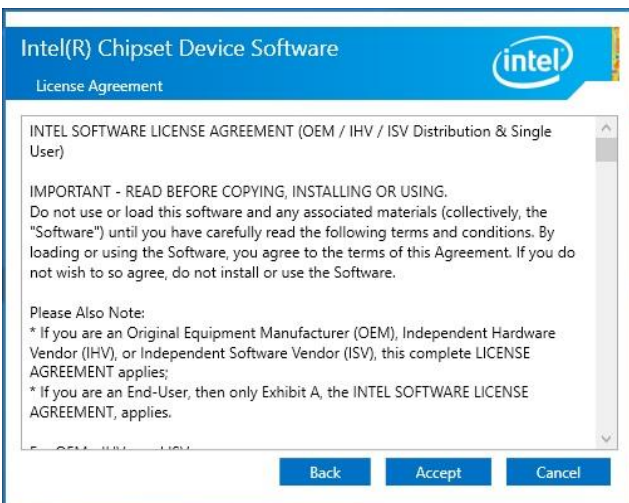 Intel(R) Chipset Device Software
intel
License Agreement
INTEL SOFTWARE LICENSE AGREEMENT (OEM / IHV / ISV Distribution & Single
User)
IMPORTANT - READ BEFORE COPYING, INSTALLING OR USING.
Do not use or load this software and any associated materials (collectively, the
"Software") until you have carefully read the following terms and conditions. By
loading or using the Software, you agree to the terms of this Agreement. If you do
not wish to so agree, do not install or use the Software.
Please Also Note:
* If you are an Original Equipment Manufacturer (OEM), Independent Hardware
Vendor (IHV), or Independent Software Vendor (ISV), this complete LICENSE
AGREEMENT applies;
* If you are an End-User, then only Exhibit A, the INTEL SOFTWARE LICENSE
AGREEMENT, applies.
Back Accept Cancel